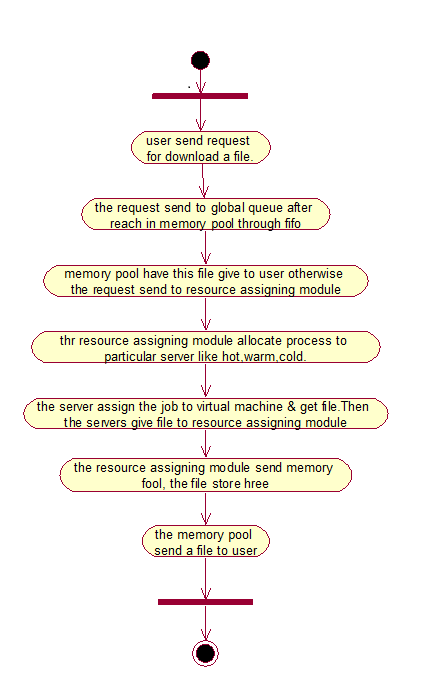 user send request
for download a file.
the request send to global queue after
reach in memory pool through fifo
memory pool have this file give to user otherwise
the request send to resource assigning module
thr resource assigning module allocate process to
particular server like hot,warm,cold.
the server assign the job to virtual machine & get file.Then
the servers give file to resource assigning module
the resource assigning module send memory
fool, the file store hree
the memory pool
send a file to user